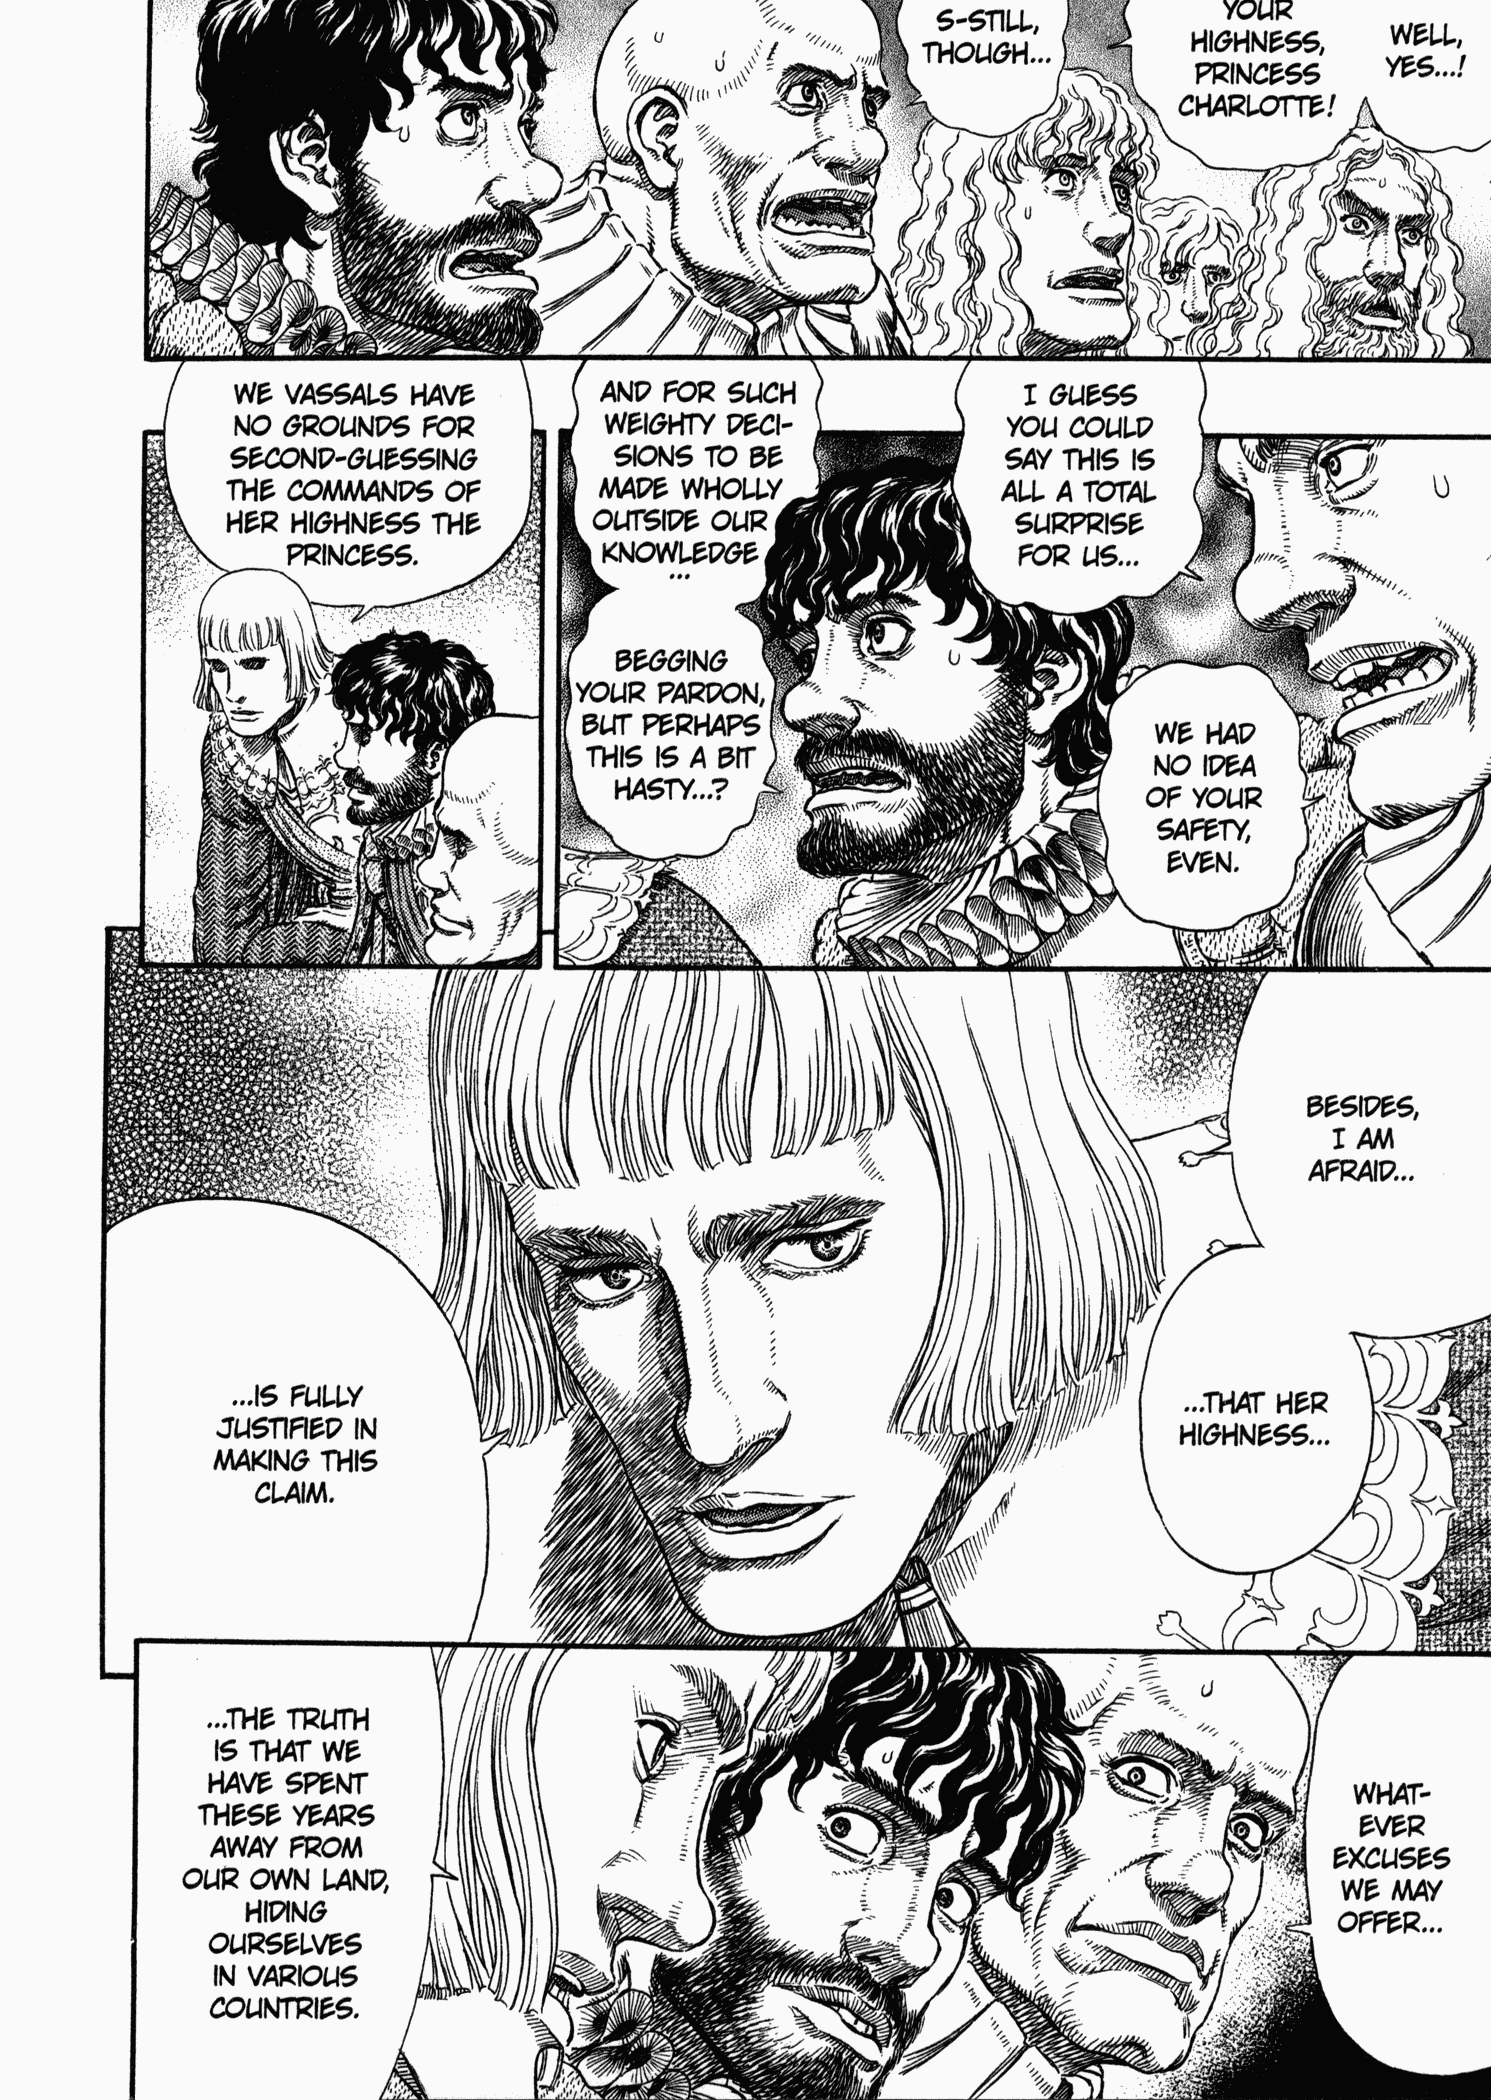 WELL,
YES...!
YOUR
HIGHNESS,
PRINCESS
CHARLOTTE!
S-STILL,
THOUGH...
I GUESS
YOU COULD
SAY THIS IS
ALL A TOTAL
SURPRISE
FOR US...
WE HAD
NO IDEA
OF YOUR
SAFETY,
EVEN.
AND FOR SUCH
WEIGHTY DECI-
SIONS TO BE
MADE WHOLLY
OUTSIDE OUR
KNOWLEDGE
...
BEGGING
YOUR PARDON,
BUT PERHAPS
THIS IS A BIT
HASTY...?
WE VASSALS HAVE
NO GROUNDS FOR
SECOND-GUESSING
THE COMMANDS OF
HER HIGHNESS THE
PRINCESS.
BESIDES,
I AM
AFRAID...
...THAT HER
HIGHNESS...
...IS FULLY
JUSTIFIED IN
MAKING THIS
CLAIM.
WHAT-
EVER
EXCUSES
WE MAY
OFFER...
...THE TRUTH
IS THAT WE
HAVE SPENT
THESE YEARS
AWAY FROM
OUR OWN LAND,
HIDING
OURSELVES
IN VARIOUS
COUNTRIES.